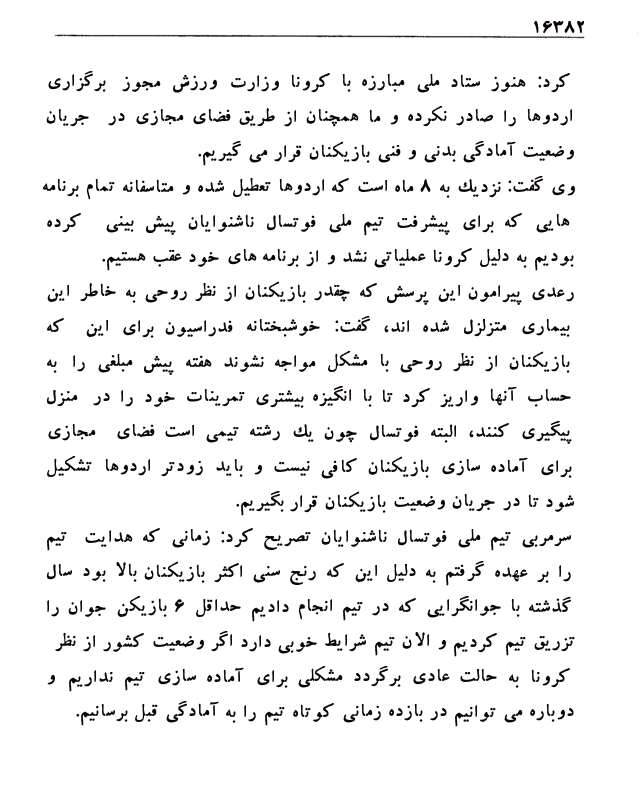 ۱۶۳۸۲
کرد: هنوز ستاد ملی مبارزه با کرونا وزارت ورزش مجوز برگزاری
اردوها را صادر نکرده و ما همچنان از طریق فضای مجازی در جریان
وضعیت آمادگی بدنی و فنی بازیکنان قرار می گیریم.
وی گفت: نزدیك به ۸ ماه است که اردوها تعطیل شده و متاسفانه تمام برنامه
هایی که برای پیشرفت تیم ملی فوتسال ناشنوایان پیش بینی کرده
بودیم به دلیل کرونا عملیاتی نشد و از برنامه های خود عقب هستیم.
رعدی پیرامون این پرسش که چقدر بازیکنان از نظر روحی به خاطر این
بیماری متزلزل شده اند، گفت: خوشبختانه فدراسیون برای این که
بازیکنان از نظر روحی با مشکل مواجه نشوند هفته پیش مبلغی را به
حساب آنها واریز کرد تا با انگیزه بیشتری تمرینات خود را در منزل
پیگیری کنند، البته فوتسال چون یك رشته تیمی است فضای مجازی
برای آماده سازی بازیکنان کافی نیست و باید زودتر اردوها تشکیل
شود تا در جریان وضعیت بازیکنان قرار بگیریم.
سرمربی تیم ملی فوتسال ناشنوایان تصریح کرد: زمانی که هدایت تیم
را بر عهده گرفتم به دلیل این که رنج سنی اکثر بازیکنان بالا بود سال
گذشته با جوانگرایی که در تیم انجام دادیم حداقل ۶ بازیکن جوان را
تزریق تیم کردیم و الان تیم شرایط خوبی دارد اگر وضعیت کشور از نظر
کرونا به حالت عادی برگردد مشکلی برای آماده سازی تیم نداریم و
دوباره می توانیم در بازده زمانی کوتاه تیم را به آمادگی قبل برسانیم.